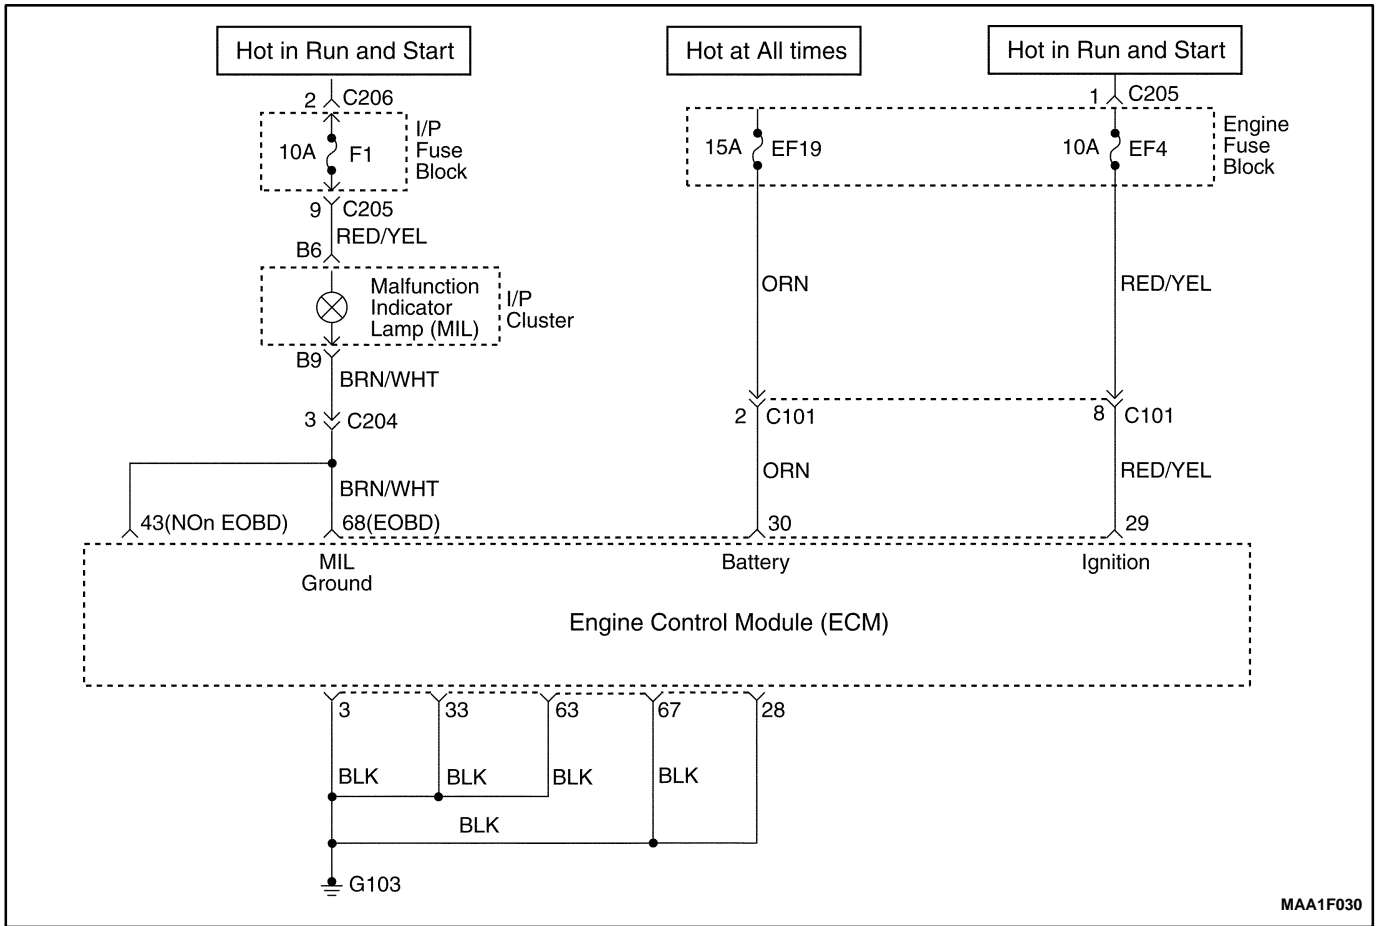 Hot in Run and Start
Hot at All times
Hot in Run and Start
2
C206
1
C205
10A
F1
I/P
Fuse
Block
15A
EF19
10A
EF4
Engine
Fuse
Block
9
C205
RED/YEL
B6
Malfunction
Indicator
Lamp (MIL)
I/P
Cluster
ORN
RED/YEL
B9
BRN/WHT
3
C204
2
C101
8
C101
BRN/WHT
ORN
RED/YEL
43(NOn EOBD)
68(EOBD)
30
29
MIL
Ground
Battery
Ignition
Engine Control Module (ECM)
3
33
63
67
28
BLK
BLK
BLK
BLK
BLK
G103
MAA1F030